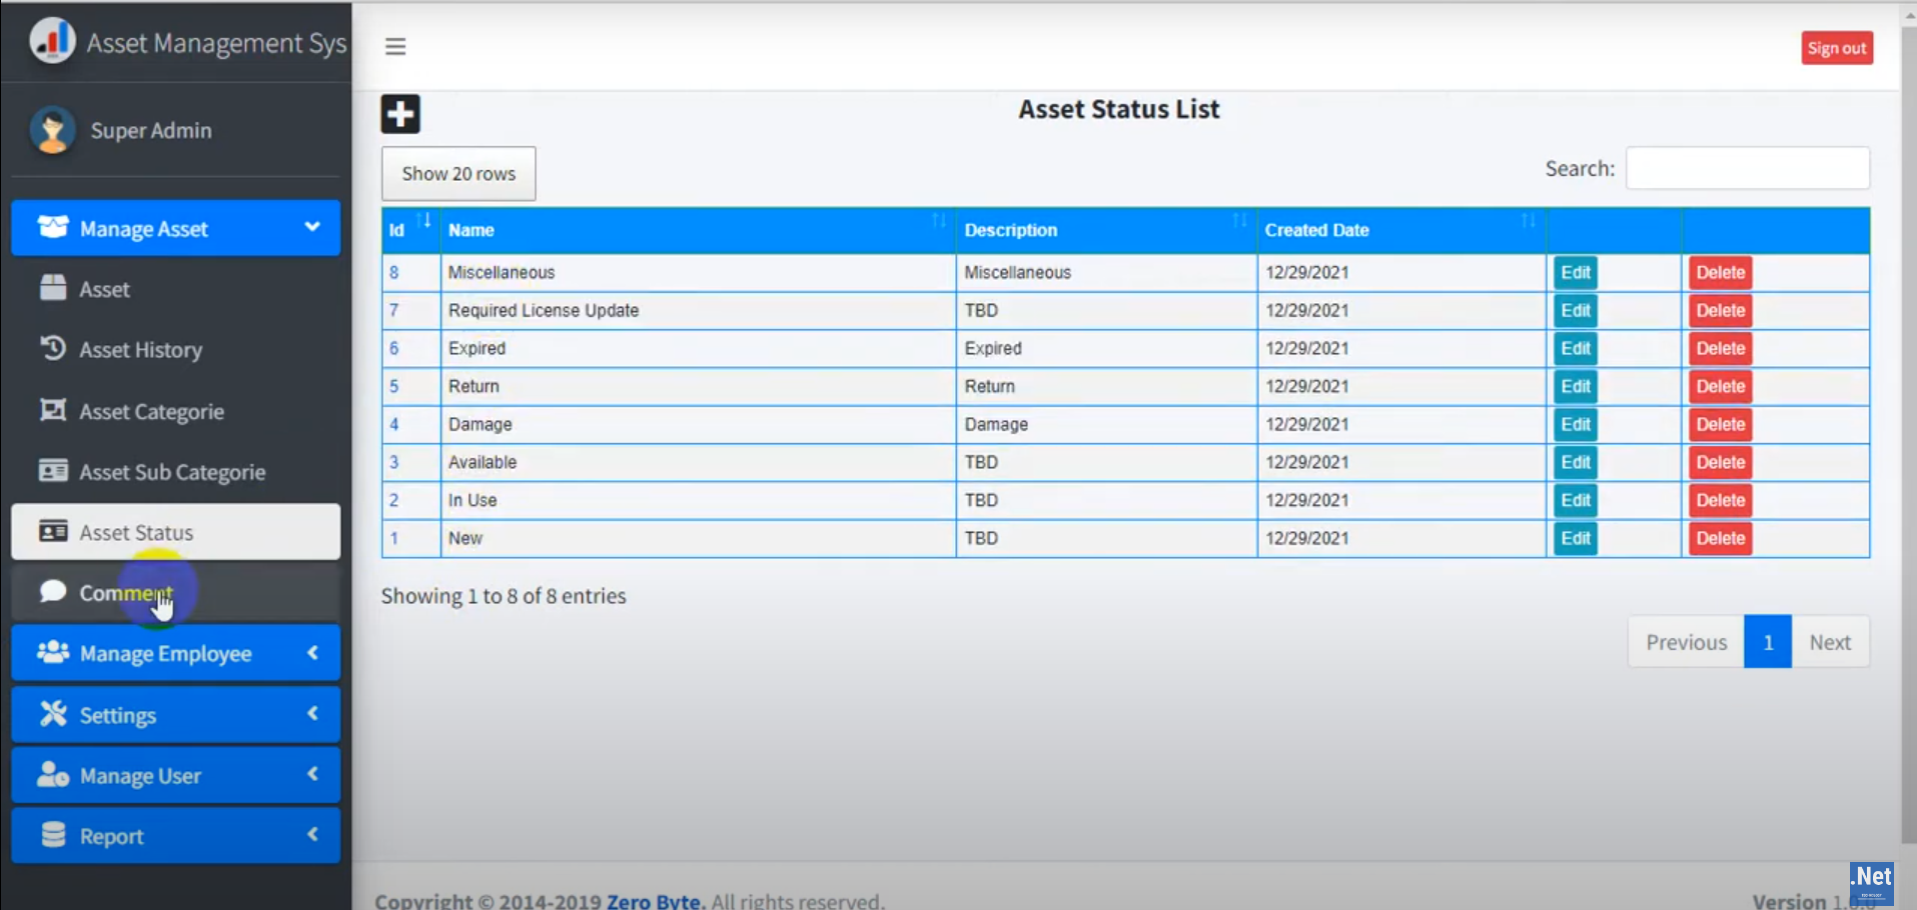 Asset Management Sys
Sign out
Super Admin
Manage Asset
Asset
Asset History
Asset Categorie
Asset Sub Categorie
Asset Status
Comment
Manage Employee
Settings
Manage User
Report
Asset Status List
Show 20 rows
Search:
Id Name Description Created Date
8 Miscellaneous Miscellaneous 12/29/2021 Edit Delete
7 Required License Update TBD 12/29/2021 Edit Delete
6 Expired Expired 12/29/2021 Edit Delete
5 Return Return 12/29/2021 Edit Delete
4 Damage Damage 12/29/2021 Edit Delete
3 Available TBD 12/29/2021 Edit Delete
2 In Use TBD 12/29/2021 Edit Delete
1 New TBD 12/29/2021 Edit Delete
Showing 1 to 8 of 8 entries
Previous 1 Next
Copyright © 2014-2019 Zero Byte. All rights reserved.
Version 1.0.0
.Net